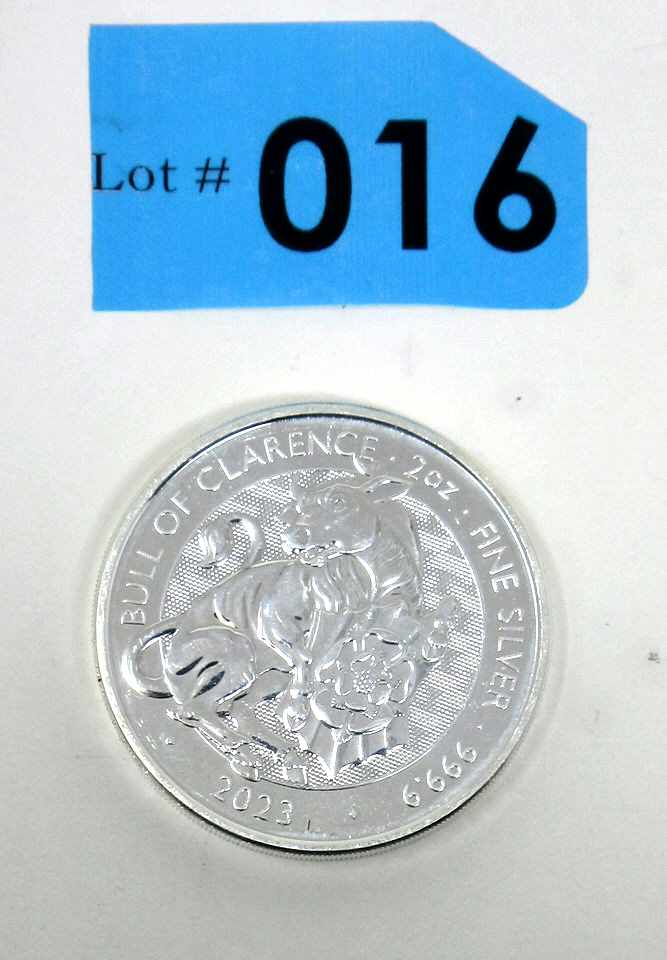 Lot # 016
BULL OF CLARENCE · 2oz · FINE SILVER · 999.9
2023